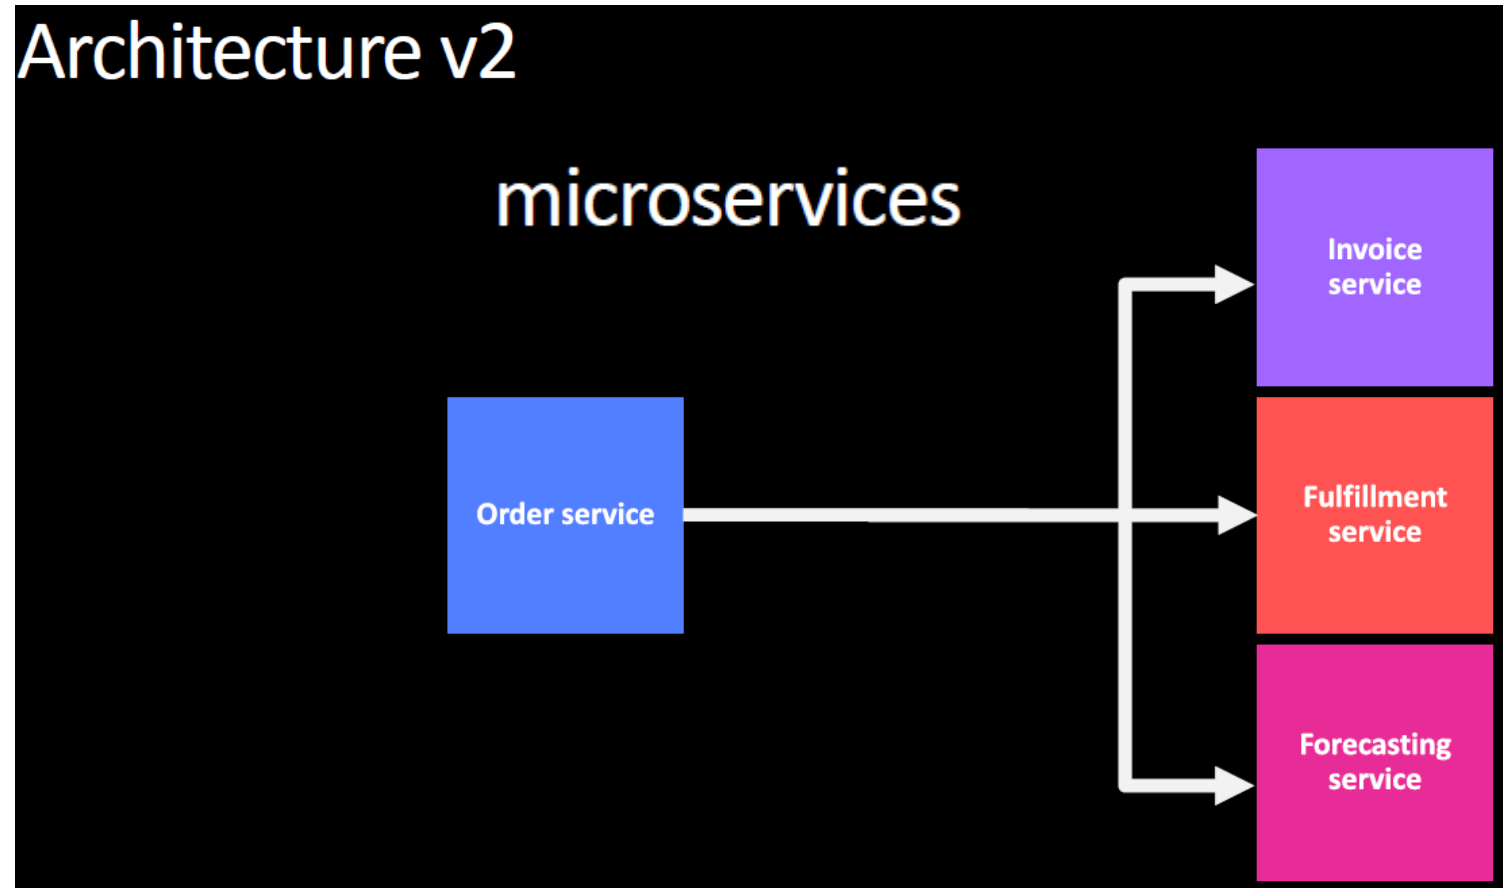 Architecture v2
microservices
Invoice
service
Order service
Fulfillment
service
Forecasting
service